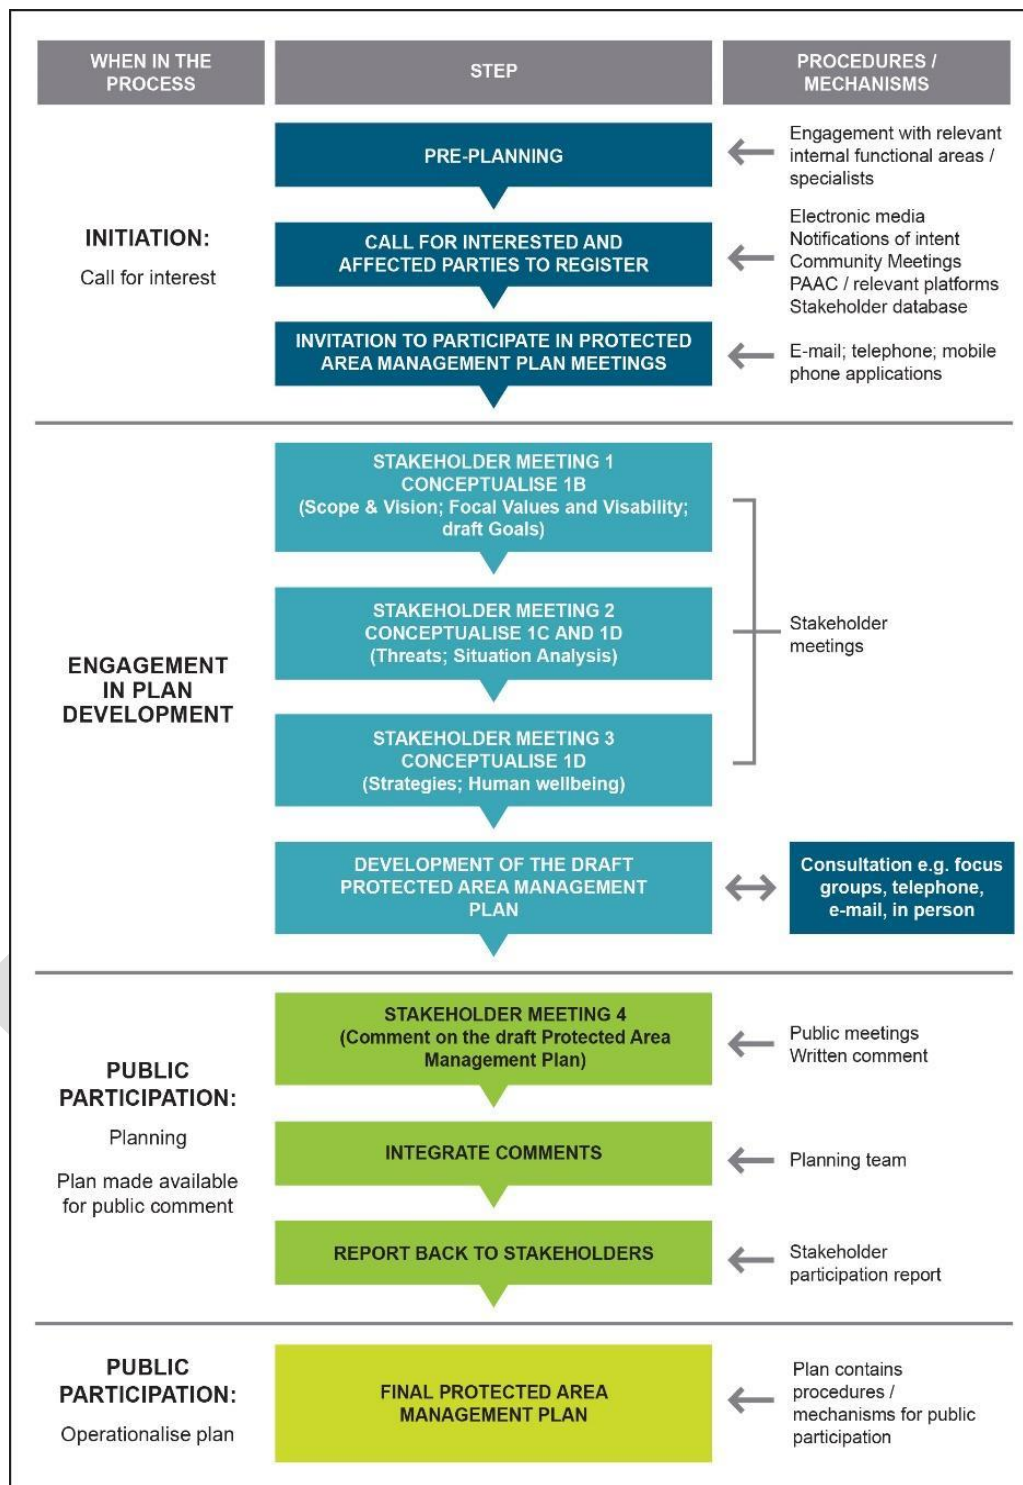 WHEN IN THE
PROCESS
STEP
PROCEDURES /
MECHANISMS
INITIATION:
Call for interest
PRE-PLANNING
Engagement with relevant
internal functional areas /
specialists
CALL FOR INTERESTED AND
AFFECTED PARTIES TO REGISTER
Electronic media
Notifications of intent
Community Meetings
PAAC / relevant platforms
Stakeholder database
INVITATION TO PARTICIPATE IN PROTECTED
AREA MANAGEMENT PLAN MEETINGS
E-mail; telephone; mobile
phone applications
ENGAGEMENT
IN PLAN
DEVELOPMENT
STAKEHOLDER MEETING 1
CONCEPTUALISE 1B
(Scope & Vision; Focal Values and Visability;
draft Goals)
STAKEHOLDER MEETING 2
CONCEPTUALISE 1C AND 1D
(Threats; Situation Analysis)
STAKEHOLDER MEETING 3
CONCEPTUALISE 1D
(Strategies; Human wellbeing)
Stakeholder
meetings
DEVELOPMENT OF THE DRAFT
PROTECTED AREA MANAGEMENT
PLAN
Consultation e.g. focus
groups, telephone,
e-mail, in person
PUBLIC
PARTICIPATION:
Planning
Plan made available
for public comment
STAKEHOLDER MEETING 4
(Comment on the draft Protected Area
Management Plan)
Public meetings
Written comment
INTEGRATE COMMENTS
Planning team
REPORT BACK TO STAKEHOLDERS
Stakeholder
participation report
PUBLIC
PARTICIPATION:
Operationalise plan
FINAL PROTECTED AREA
MANAGEMENT PLAN
Plan contains
procedures /
mechanisms for public
participation